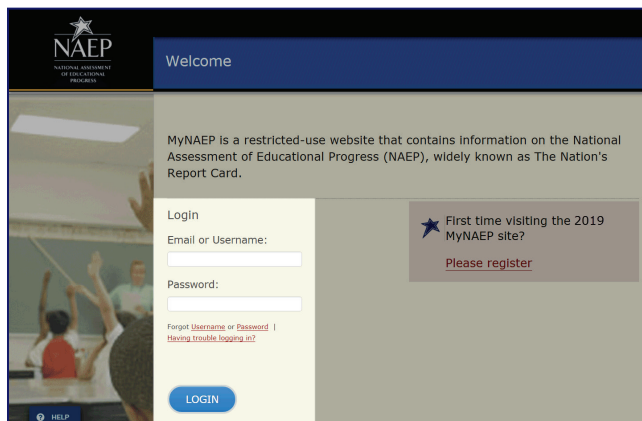 NAEP
NATIONAL ASSESSMENT
OF EDUCATIONAL
PROGRESS
Welcome
MyNAEP is a restricted-use website that contains information on the National
Assessment of Educational Progress (NAEP), widely known as The Nation's
Report Card.
Login
Email or Username:
Password:
Forgot Username or Password |
Having trouble logging in?
LOGIN
First time visiting the 2019
MyNAEP site?
Please register
? HELP